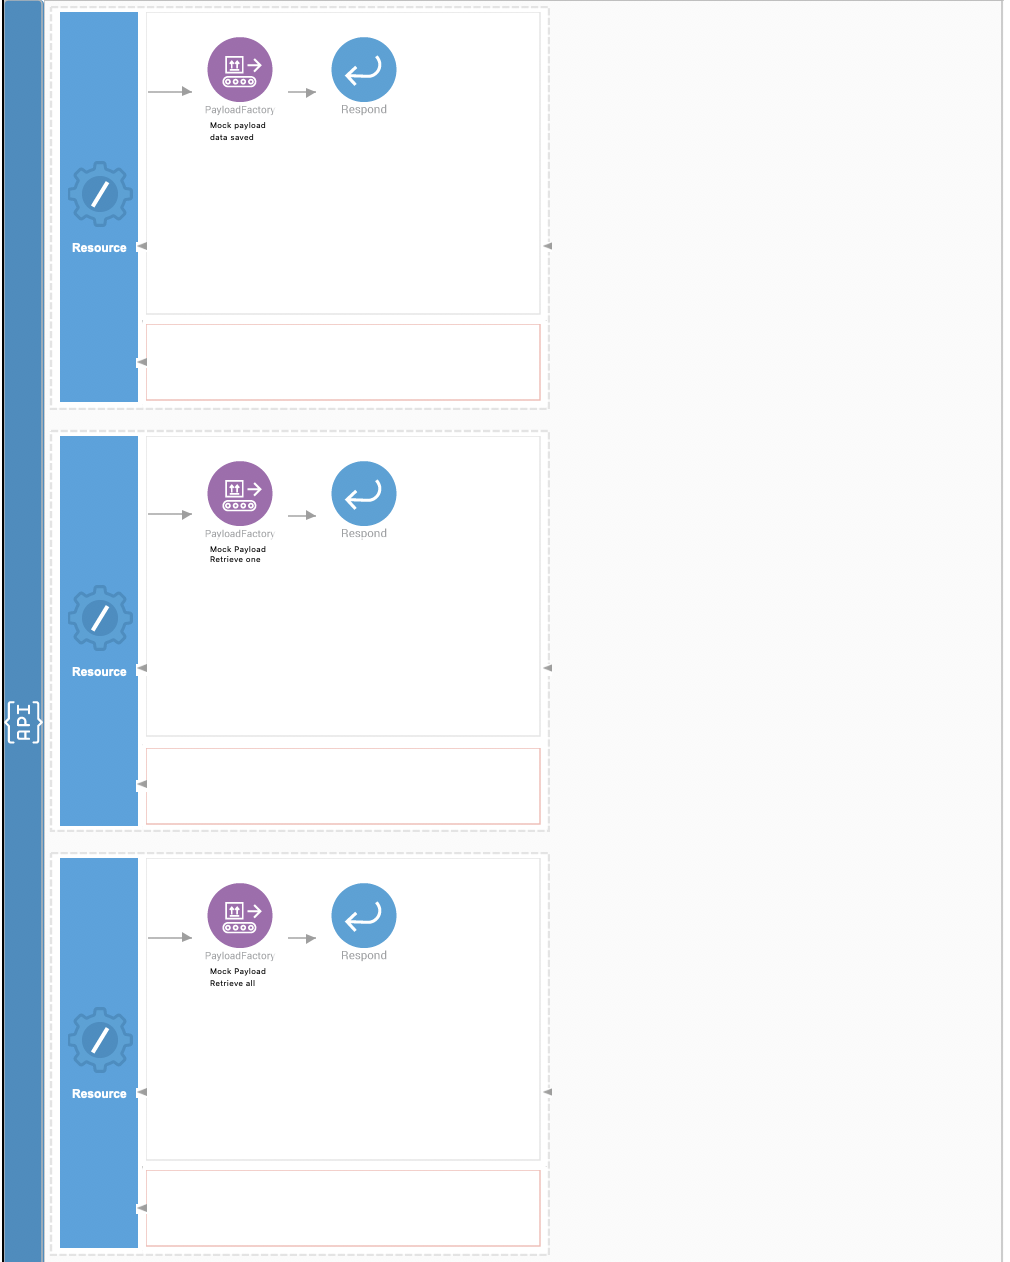 PayloadFactory
Respond
Mock payload
data saved
Resource
PayloadFactory
Respond
Mock Payload
Retrieve one
Resource
{API}
PayloadFactory
Respond
Mock Payload
Retrieve all
Resource